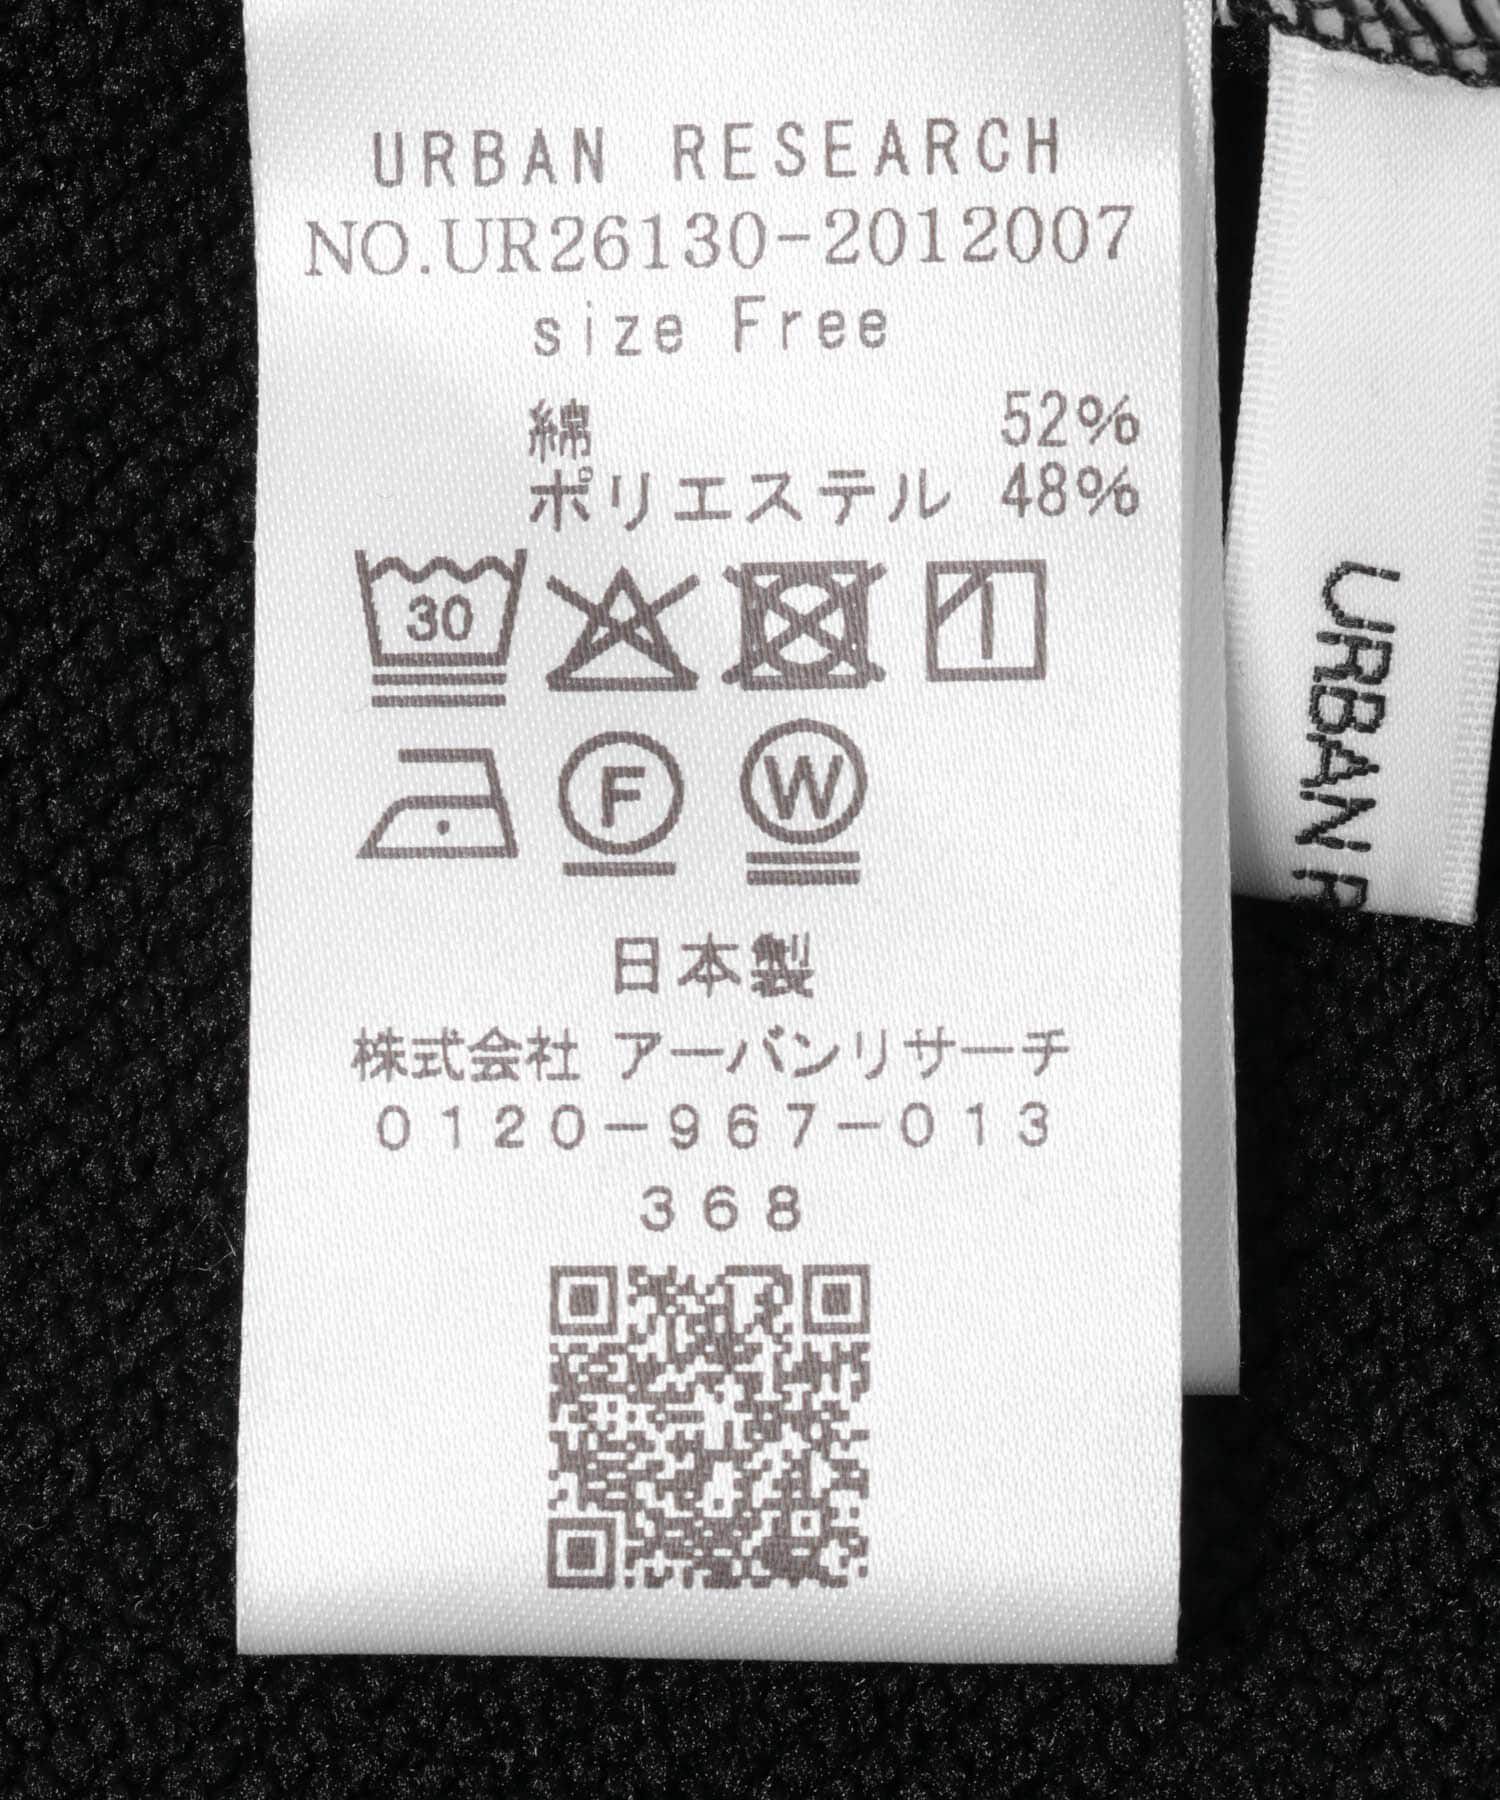 URBAN RESEARCH
NO.UR26130-2012007
size Free
綿 52%
ポリエステル 48%
30
F
W
日本製
株式会社 アーバンリサーチ
0120-967-013
368
URBAN R